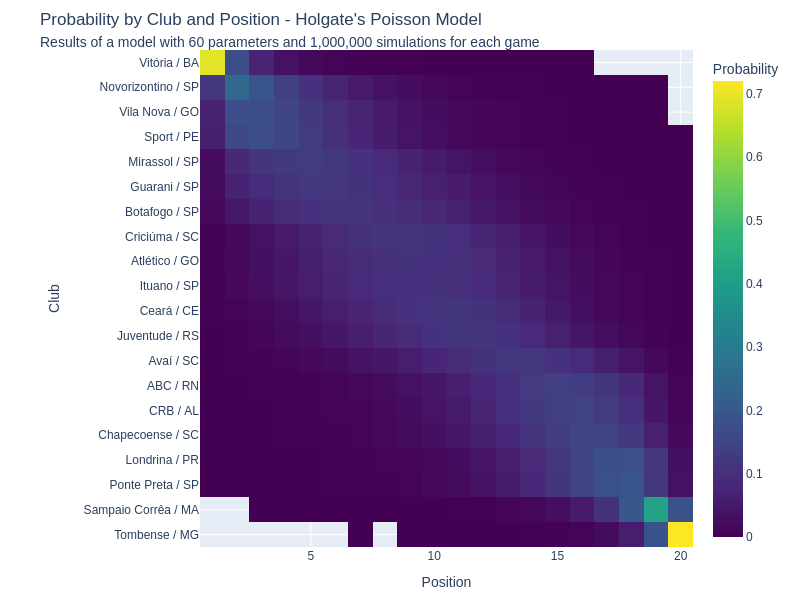 Probability by Club and Position - Holgate's Poisson Model
Results of a model with 60 parameters and 1,000,000 simulations for each game
Probability
Club
Vitória / BA
Novorizontino / SP
Vila Nova / GO
Sport / PE
Mirassol / SP
Guarani / SP
Botafogo / SP
Criciúma / SC
Atlético / GO
Ituano / SP
Ceará / CE
Juventude / RS
Avaí / SC
ABC / RN
CRB / AL
Chapecoense / SC
Londrina / PR
Ponte Preta / SP
Sampaio Corrêa / MA
Tombense / MG
0.7
0.6
0.5
0.4
0.3
0.2
0.1
0
5 10 15 20
Position